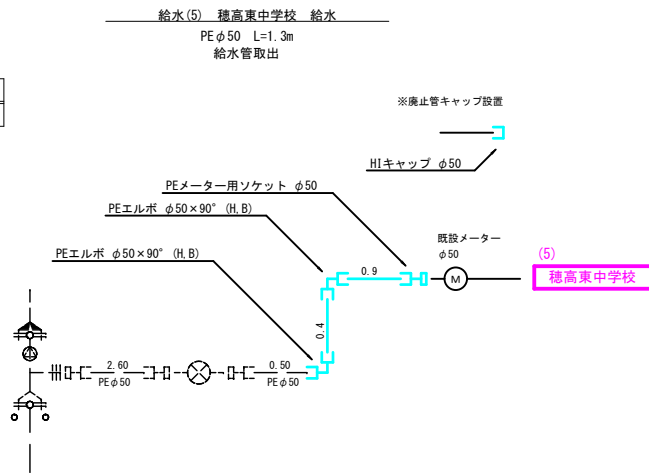 給水(5) 穂高東中学校 給水
PEφ50 L=1.3m
給水管取出
※廃止管キャップ設置
HIキャップ φ50
PEメーター用ソケット φ50
PEエルボ φ50×90° (H,B)
PEエルボ φ50×90° (H,B)
既設メーター
φ50
(5)
穂高東中学校
M
0.9
0.4
2.60
PEφ50
0.50
PEφ50